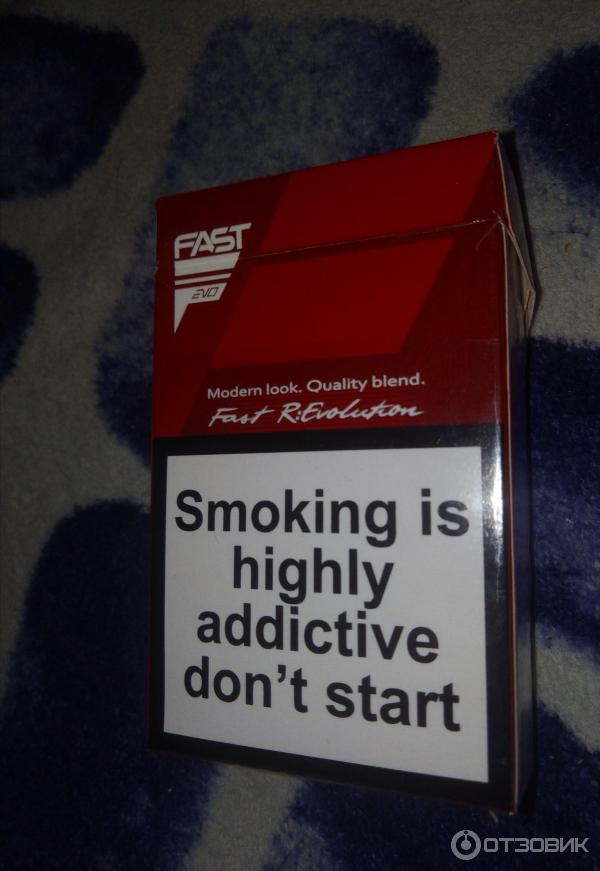 FAST
EVO
Modern look. Quality blend.
Fast R:Evolution
Smoking is
highly
addictive
don't start
ОТЗОВИК